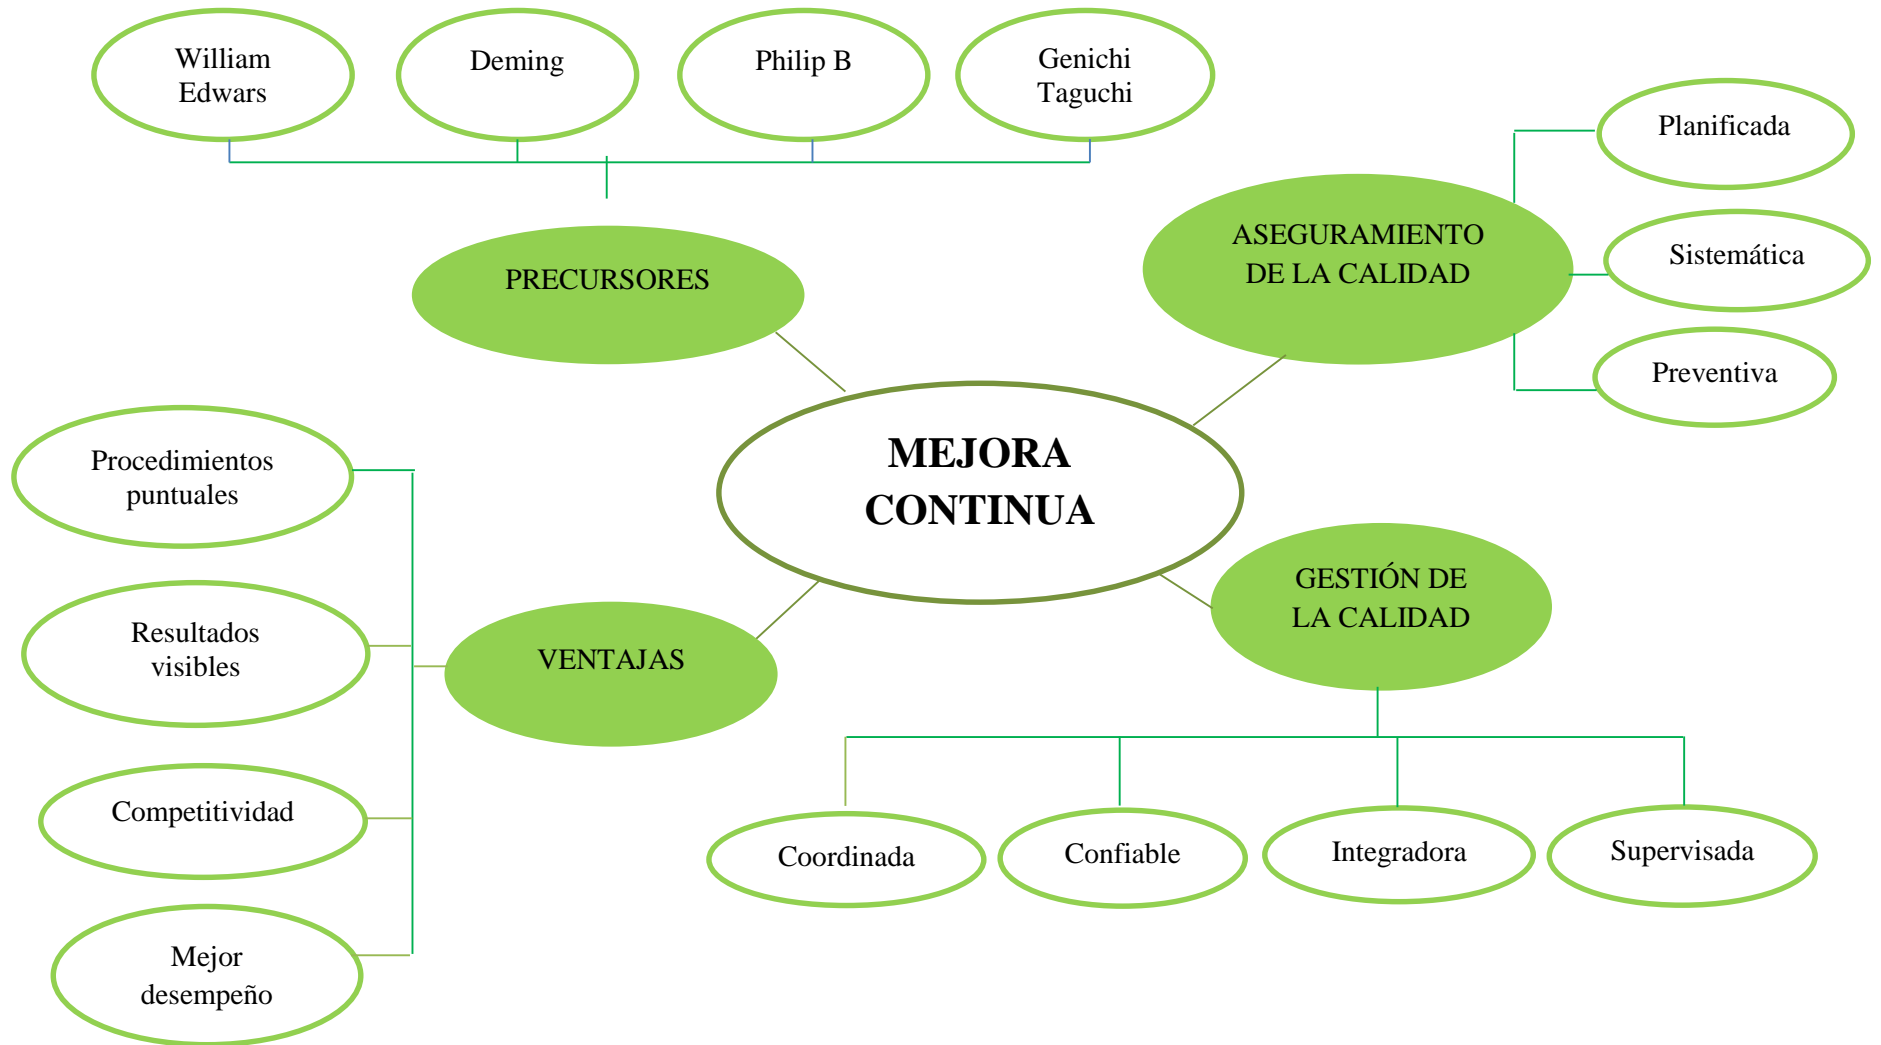 William
Edwars
Deming
Philip B
Genichi
Taguchi
PRECURSORES
ASEGURAMIENTO
DE LA CALIDAD
Planificada
Sistemática
Preventiva
MEJORA
CONTINUA
Procedimientos
puntuales
Resultados
visibles
Competitividad
Mejor
desempeño
VENTAJAS
GESTIÓN DE
LA CALIDAD
Coordinada
Confiable
Integradora
Supervisada